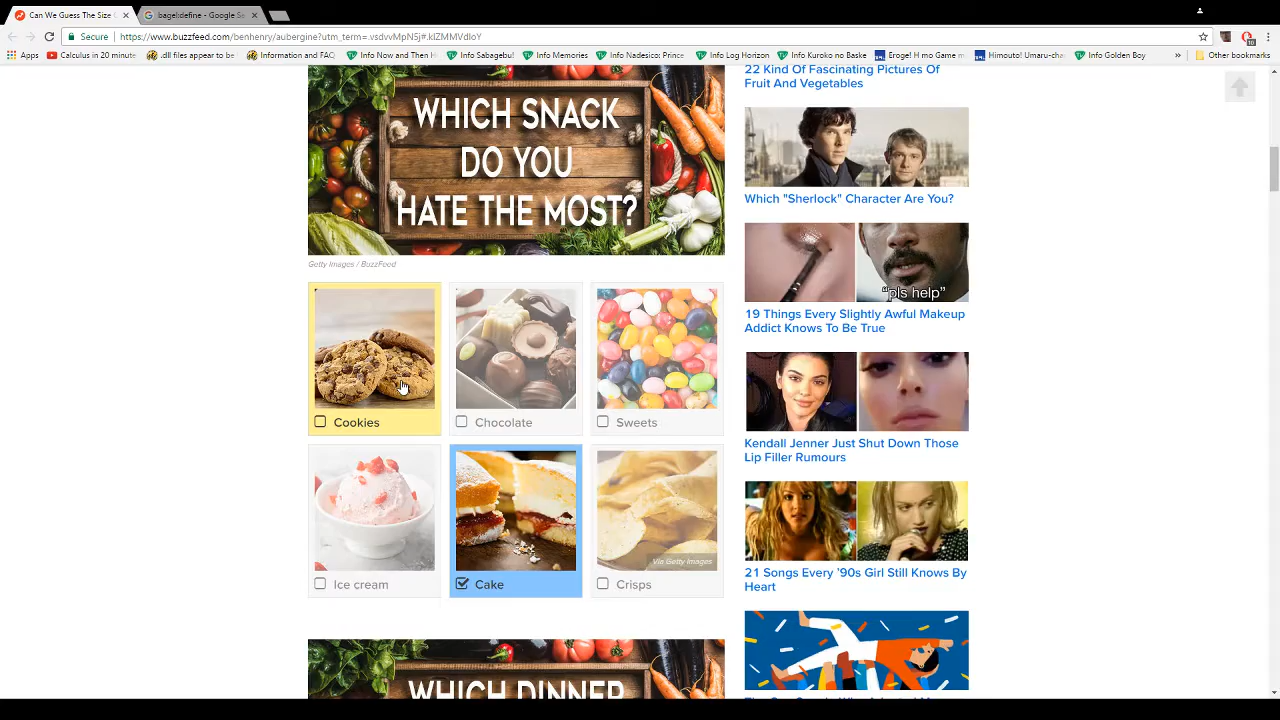 Can We Guess The Size
bagel:define - Google Se
Secure
https://www.buzzfeed.com/benhenry/aubergine?utm_term=.vsdvvMpN5j#.klZMMVdloY
Apps
Calculus in 20 minute
.dll files appear to be
Information and FAQ
Info Now and Then H
Info Sabagebu!
Info Memories
Info Nadesico: Prince
Info Log Horizon
Info Kuroko no Baske
Eroge! H mo Game m
Himouto! Umaru-cha
Info Golden Boy
»
Other bookmarks
WHICH SNACK
DO YOU
HATE THE MOST?
Getty Images / BuzzFeed
Cookies
Chocolate
Sweets
Ice cream
Cake
Via Getty Images
Crisps
WHICH DINNER
22 Kind Of Fascinating Pictures Of
Fruit And Vegetables
Which "Sherlock" Character Are You?
"pls help"
19 Things Every Slightly Awful Makeup
Addict Knows To Be True
Kendall Jenner Just Shut Down Those
Lip Filler Rumours
21 Songs Every '90s Girl Still Knows By
Heart